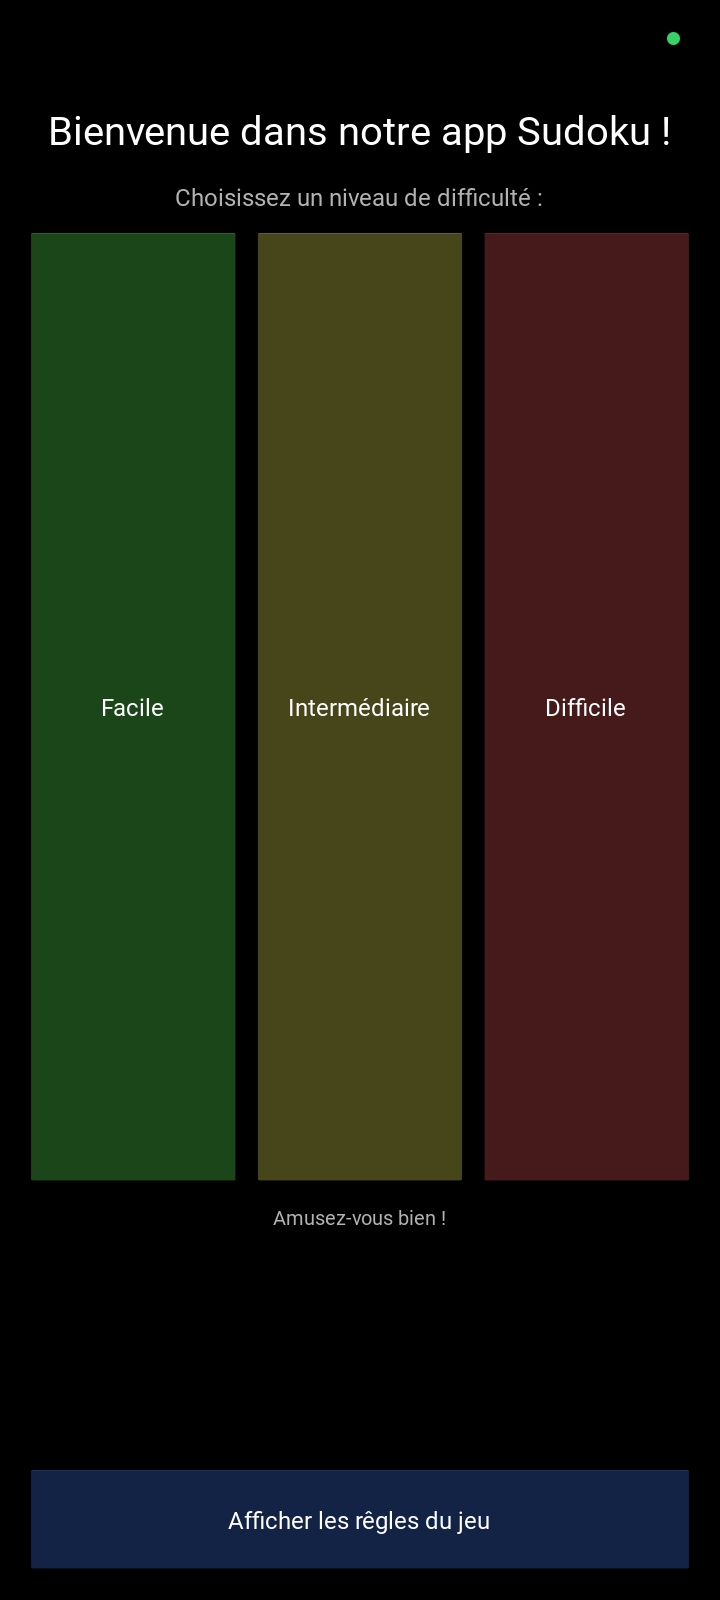 Bienvenue dans notre app Sudoku !
Choisissez un niveau de difficulté :
Facile
Intermédiaire
Difficile
Amusez-vous bien !
Afficher les rêgles du jeu